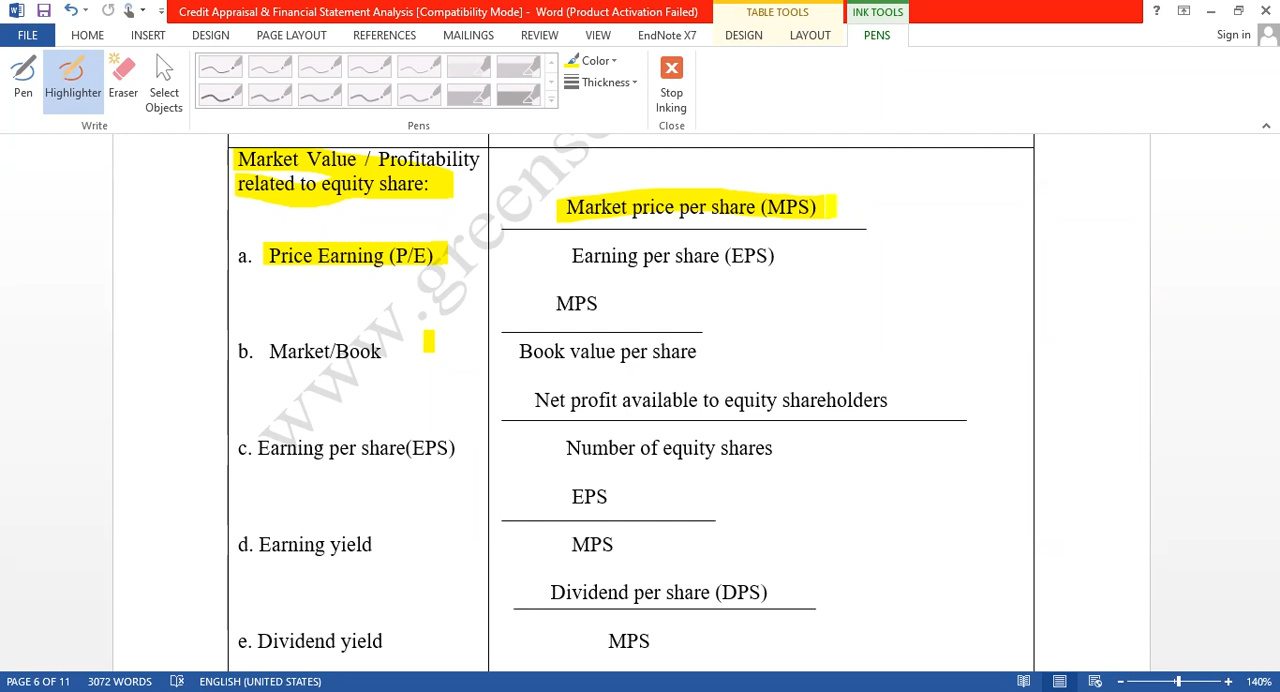 Credit Appraisal & Financial Statement Analysis [Compatibility Mode] - Word (Product Activation Failed)
TABLE TOOLS
INK TOOLS
?
FILE HOME INSERT DESIGN PAGE LAYOUT REFERENCES MAILINGS REVIEW VIEW EndNote X7 DESIGN LAYOUT PENS
Sign in
Pen
Highlighter
Eraser
Select Objects
Color
Thickness
Stop Inking
Write
Pens
Close
Market Value / Profitability
related to equity share:
Market price per share (MPS)
a. Price Earning (P/E)
Earning per share (EPS)
MPS
b. Market/Book
Book value per share
Net profit available to equity shareholders
c. Earning per share(EPS)
Number of equity shares
EPS
d. Earning yield
MPS
Dividend per share (DPS)
e. Dividend yield
MPS
www.greens
PAGE 6 OF 11 3072 WORDS ENGLISH (UNITED STATES)
140%